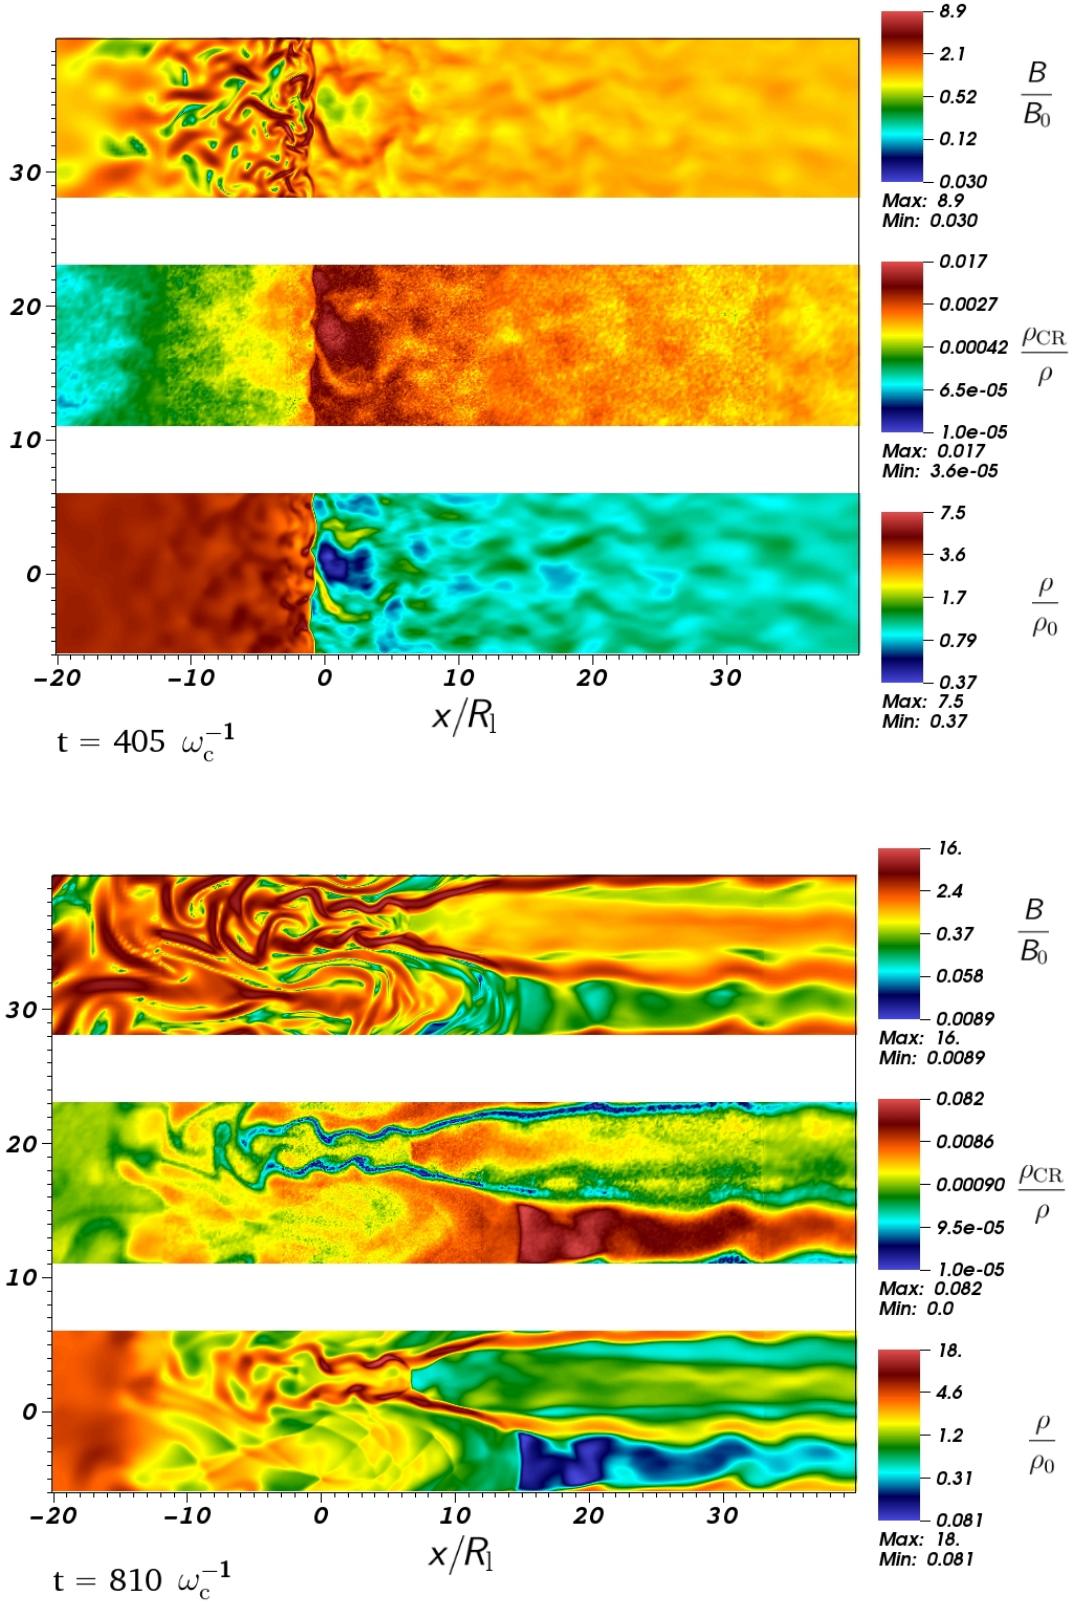 8.9
2.1
0.52
0.12
0.030
B/B₀
Max: 8.9
Min: 0.030
30
0.017
0.0027
0.00042
6.5e-05
1.0e-05
ρCR/ρ
Max: 0.017
Min: 3.6e-05
20
10
7.5
3.6
1.7
0.79
0.37
ρ/ρ₀
Max: 7.5
Min: 0.37
0
−20 −10 0 10 20 30
x/Rₗ
t = 405 ω_c⁻¹
16.
2.4
0.37
0.058
0.0089
B/B₀
Max: 16.
Min: 0.0089
30
0.082
0.0086
0.00090
9.5e-05
1.0e-05
ρCR/ρ
Max: 0.082
Min: 0.0
20
10
18.
4.6
1.2
0.31
0.081
ρ/ρ₀
Max: 18.
Min: 0.081
0
−20 −10 0 10 20 30
x/Rₗ
t = 810 ω_c⁻¹